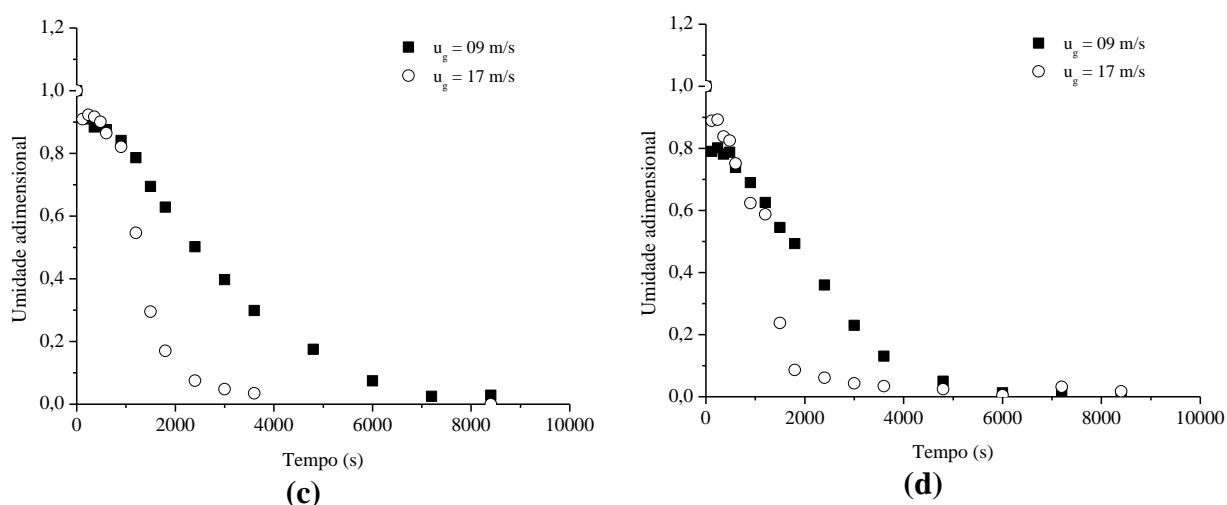 1,2
1,0
0,8
0,6
0,4
0,2
0,0
0 2000 4000 6000 8000 10000
Umidade adimensional
Tempo (s)
u_g = 09 m/s
u_g = 17 m/s
(c)
1,2
1,0
0,8
0,6
0,4
0,2
0,0
0 2000 4000 6000 8000 10000
Umidade adimensional
Tempo (s)
u_g = 09 m/s
u_g = 17 m/s
(d)